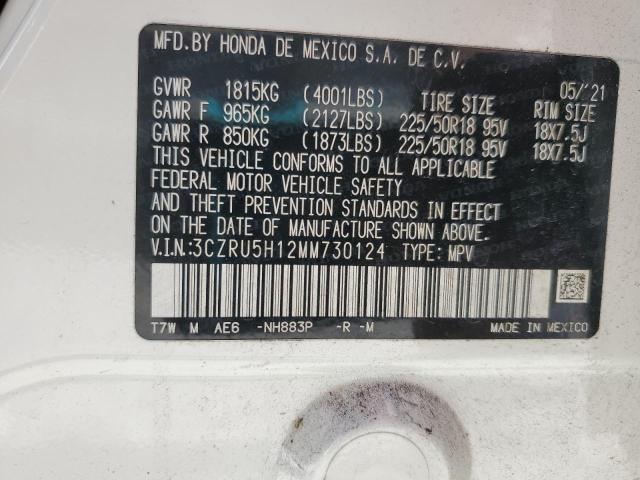 MFD.BY HONDA DE MEXICO S.A. DE C.V.
05/'21
GVWR 1815KG (4001LBS) TIRE SIZE RIM SIZE
GAWR F 965KG (2127LBS) 225/50R18 95V 18X7.5J
GAWR R 850KG (1873LBS) 225/50R18 95V 18X7.5J
THIS VEHICLE CONFORMS TO ALL APPLICABLE
FEDERAL MOTOR VEHICLE SAFETY
AND THEFT PREVENTION STANDARDS IN EFFECT
ON THE DATE OF MANUFACTURE SHOWN ABOVE.
V.I.N.:3CZRU5H12MM730124 TYPE: MPV
T7W M AE6 -NH883P -R -M MADE IN MEXICO